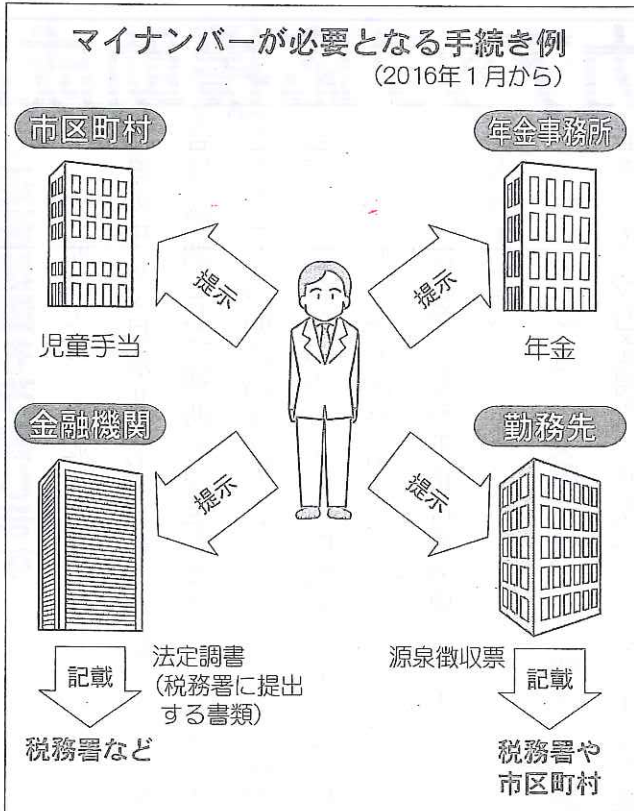 マイナンバーが必要となる手続き例
(2016年1月から)
市区町村
年金事務所
提示
提示
児童手当
年金
金融機関
勤務先
提示
提示
記載
法定調書
(税務署に提出
する書類)
源泉徴収票
記載
税務署など
税務署や
市区町村